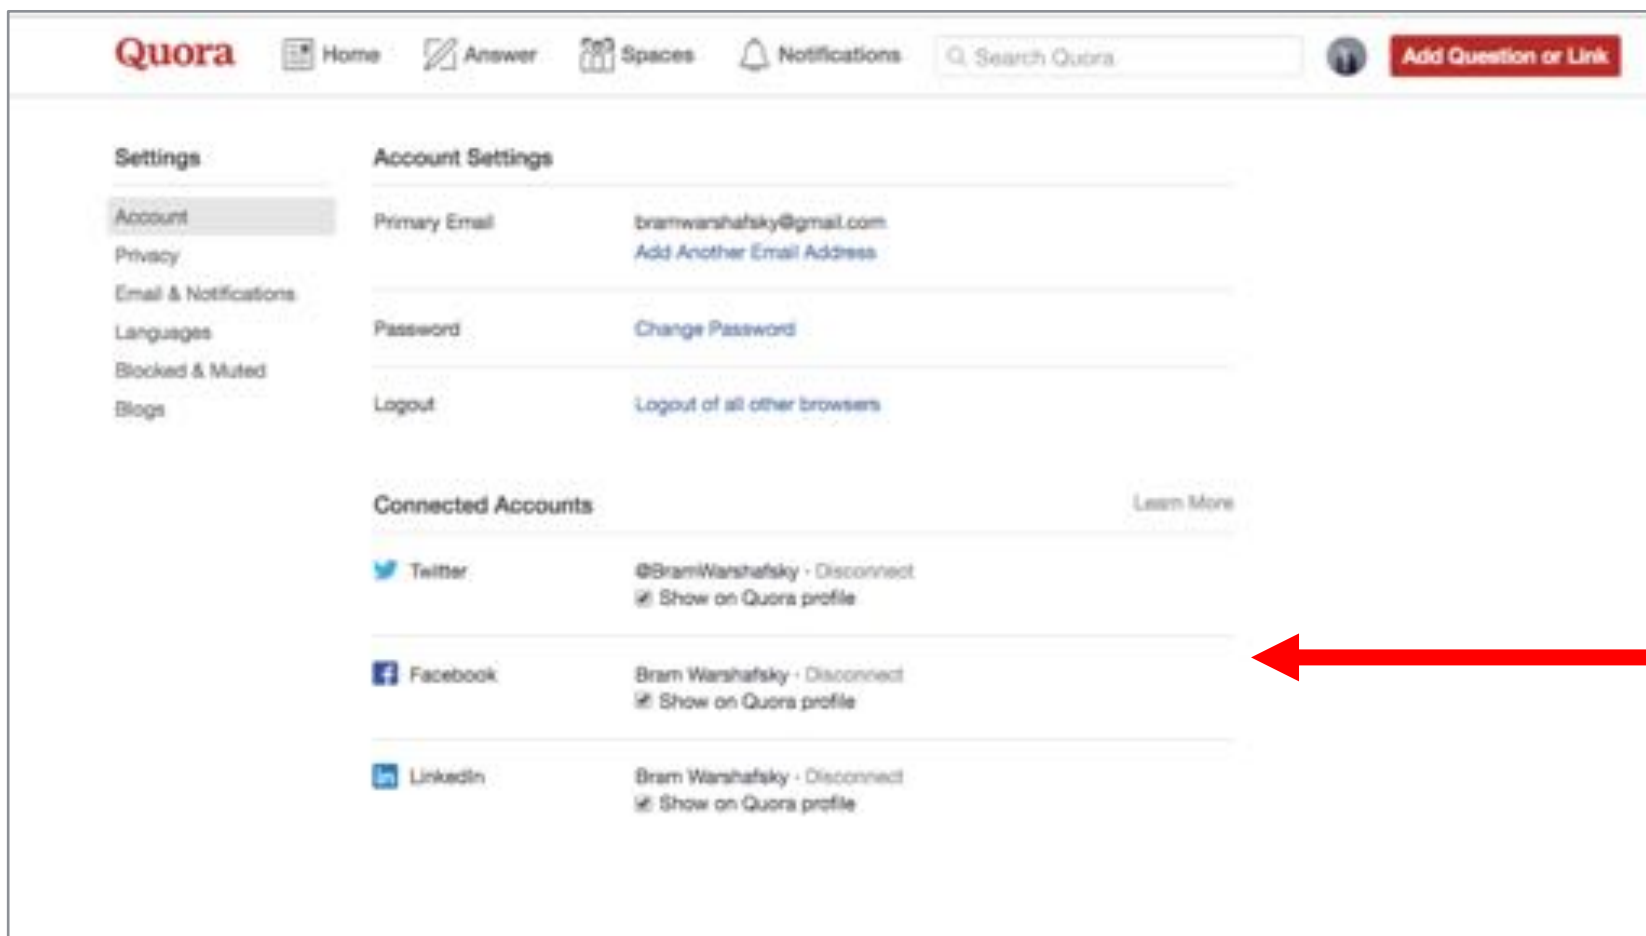 Quora Home Answer Spaces Notifications Search Quora Add Question or Link
Settings
Account
Privacy
Email & Notifications
Languages
Blocked & Muted
Blogs
Account Settings
Primary Email bramwarshafsky@gmail.com
Add Another Email Address
Password Change Password
Logout Logout of all other browsers
Connected Accounts Learn More
Twitter @BramWarshafsky · Disconnect
Show on Quora profile
Facebook Bram Warshafsky · Disconnect
Show on Quora profile
LinkedIn Bram Warshafsky · Disconnect
Show on Quora profile